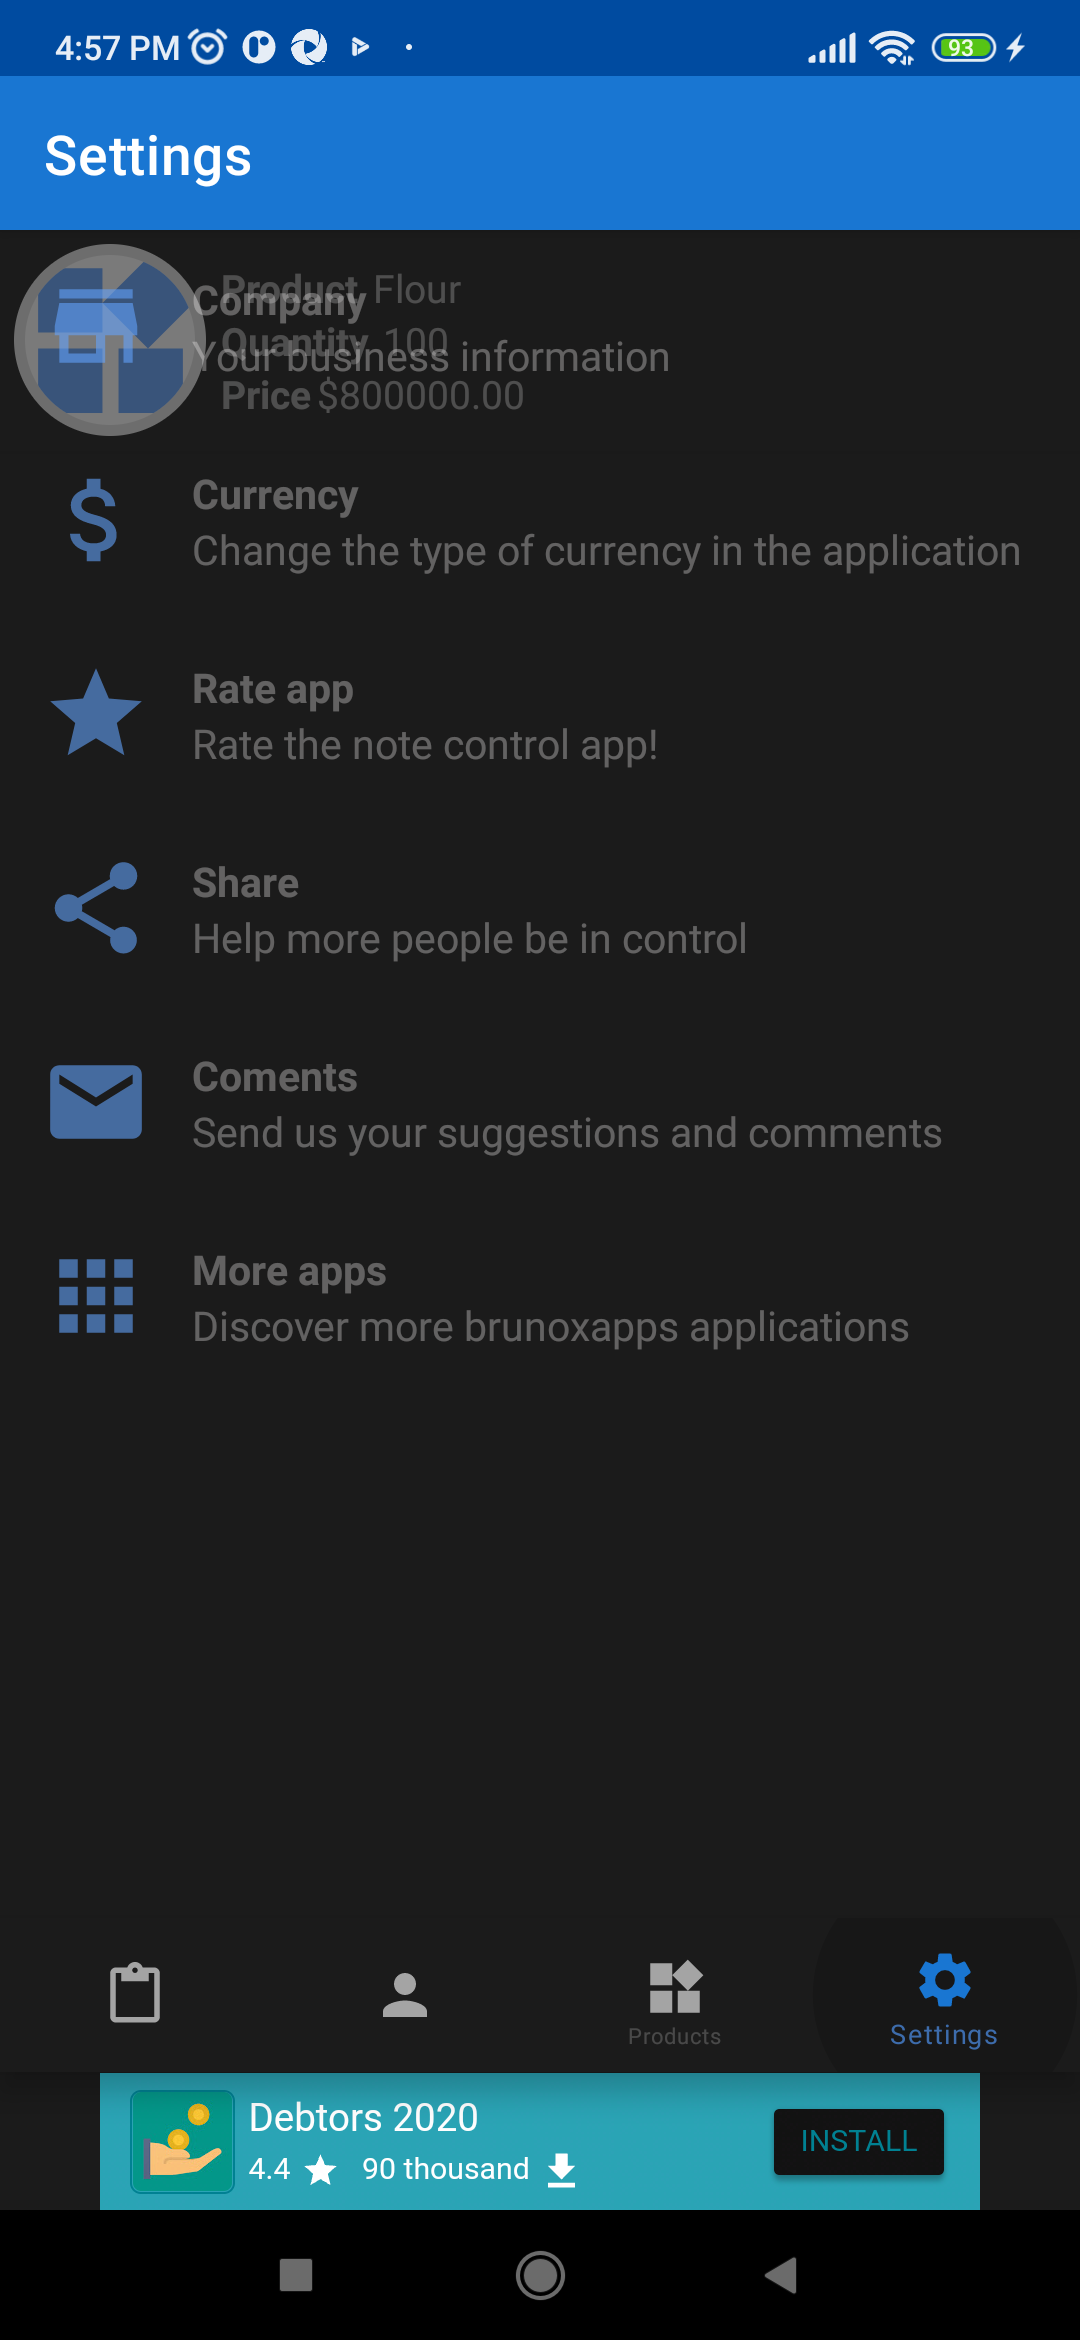 4:57 PM
93
Settings
Product Flour
Company
Quantity 100
Your business information
Price $800000.00
Currency
Change the type of currency in the application
Rate app
Rate the note control app!
Share
Help more people be in control
Coments
Send us your suggestions and comments
More apps
Discover more brunoxapps applications
Products
Settings
Debtors 2020
4.4 90 thousand
INSTALL